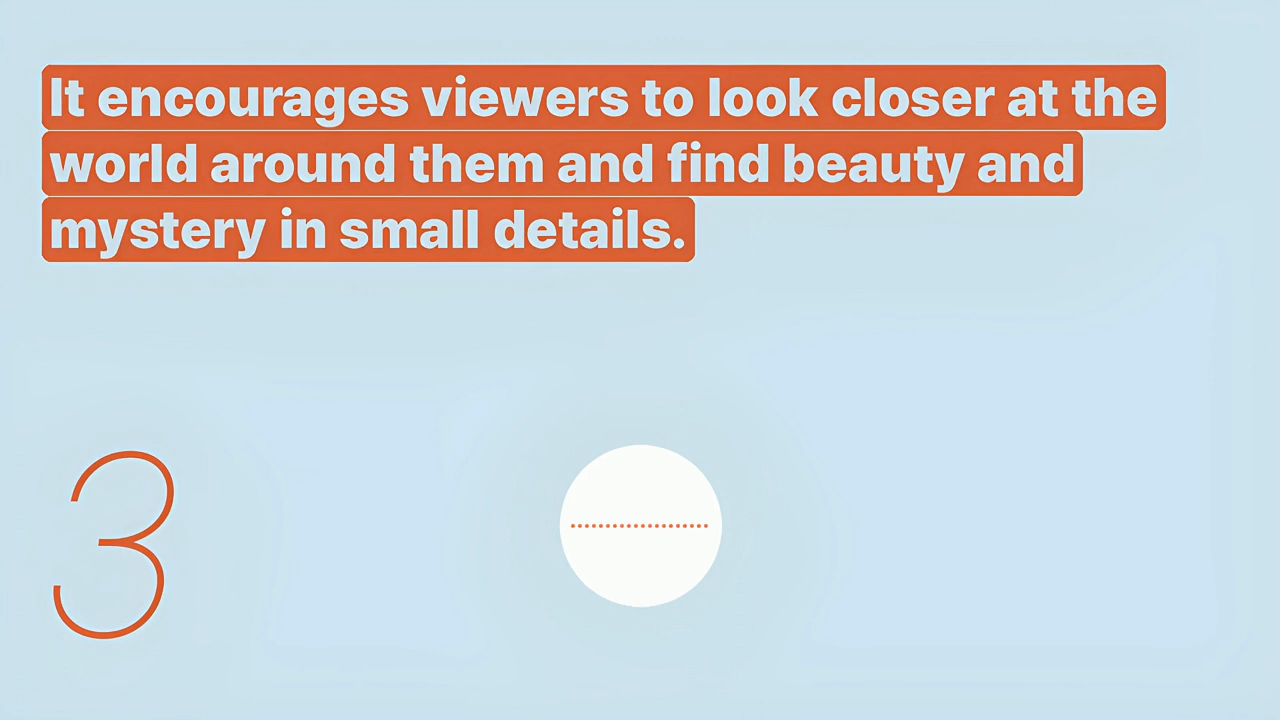 It encourages viewers to look closer at the
world around them and find beauty and
mystery in small details.
3